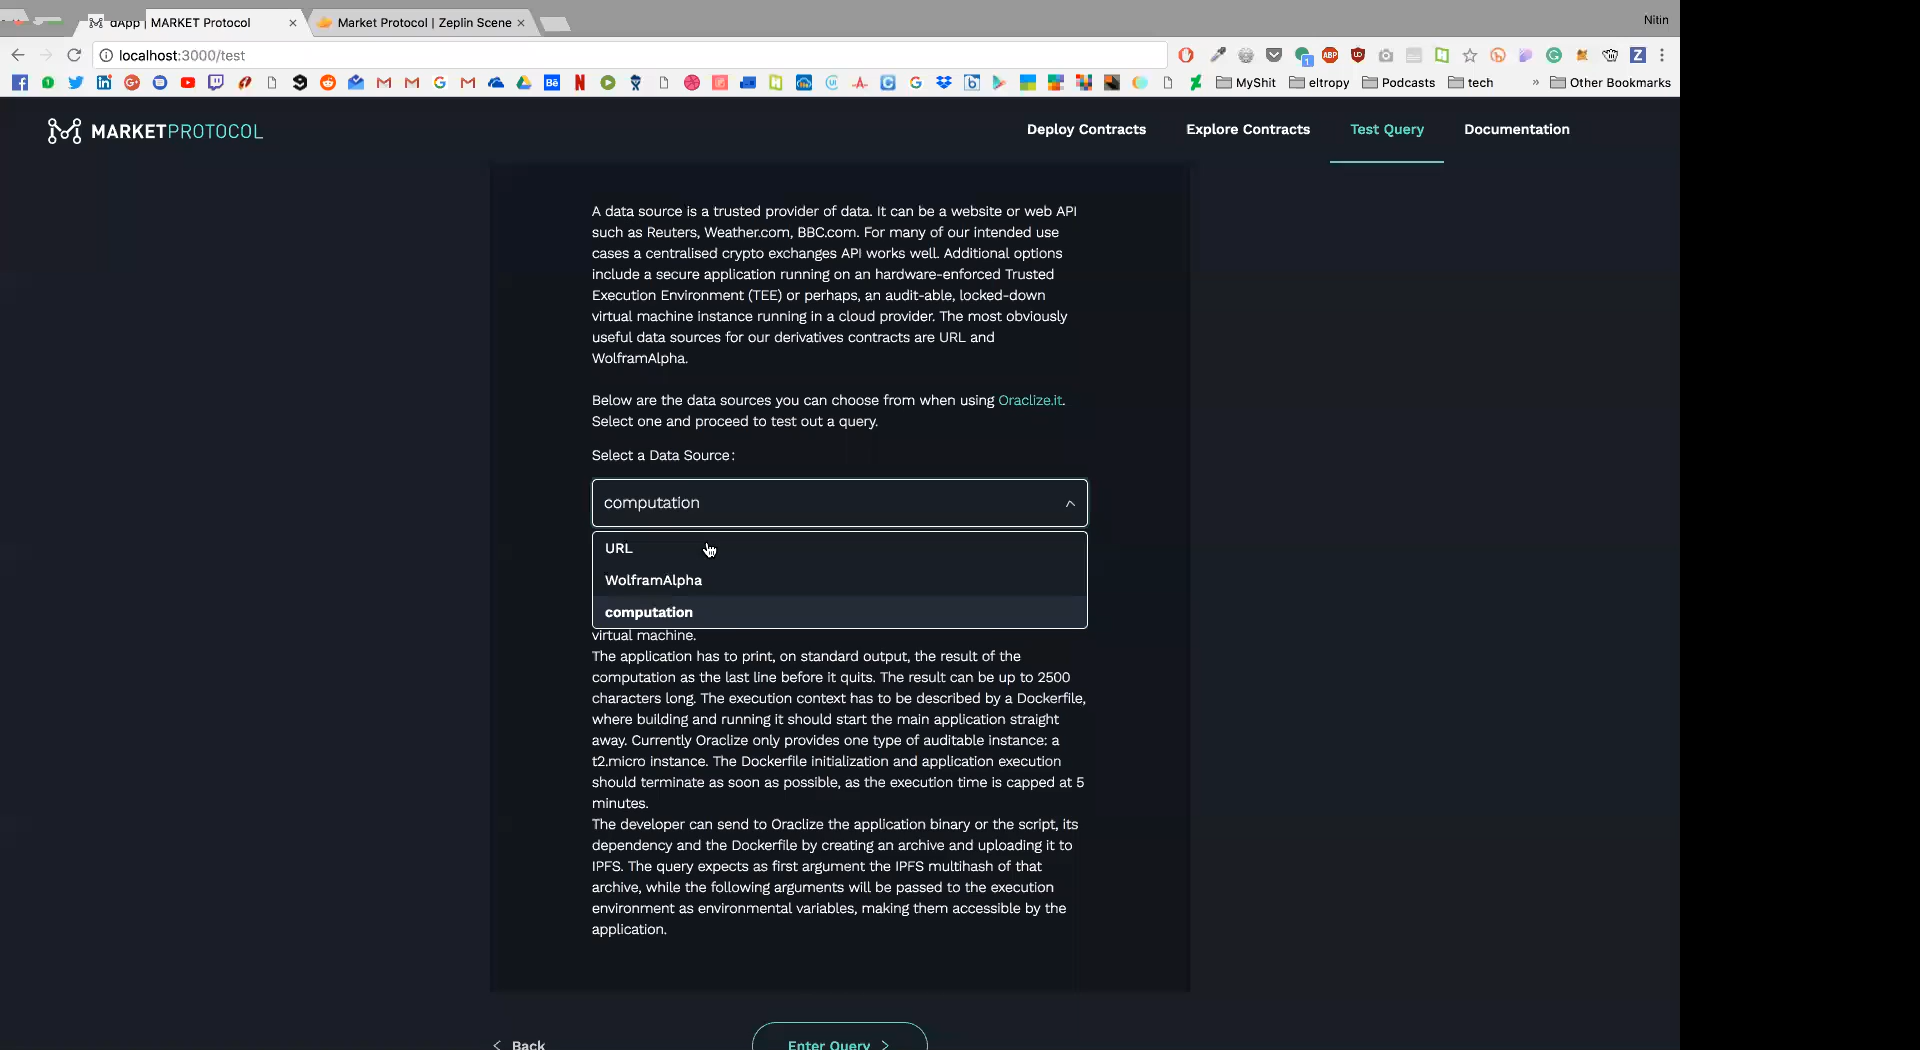 Nitin
dApp | MARKET Protocol
Market Protocol | Zeplin Scene
localhost:3000/test
MyShit
eltropy
Podcasts
tech
»
Other Bookmarks
MARKETPROTOCOL
Deploy Contracts
Explore Contracts
Test Query
Documentation
A data source is a trusted provider of data. It can be a website or web API
such as Reuters, Weather.com, BBC.com. For many of our intended use
cases a centralised crypto exchanges API works well. Additional options
include a secure application running on an hardware-enforced Trusted
Execution Environment (TEE) or perhaps, an audit-able, locked-down
virtual machine instance running in a cloud provider. The most obviously
useful data sources for our derivatives contracts are URL and
WolframAlpha.
Below are the data sources you can choose from when using Oraclize.it.
Select one and proceed to test out a query.
Select a Data Source:
computation
URL
WolframAlpha
computation
virtual machine.
The application has to print, on standard output, the result of the
computation as the last line before it quits. The result can be up to 2500
characters long. The execution context has to be described by a Dockerfile,
where building and running it should start the main application straight
away. Currently Oraclize only provides one type of auditable instance: a
t2.micro instance. The Dockerfile initialization and application execution
should terminate as soon as possible, as the execution time is capped at 5
minutes.
The developer can send to Oraclize the application binary or the script, its
dependency and the Dockerfile by creating an archive and uploading it to
IPFS. The query expects as first argument the IPFS multihash of that
archive, while the following arguments will be passed to the execution
environment as environmental variables, making them accessible by the
application.
Back
Enter Query